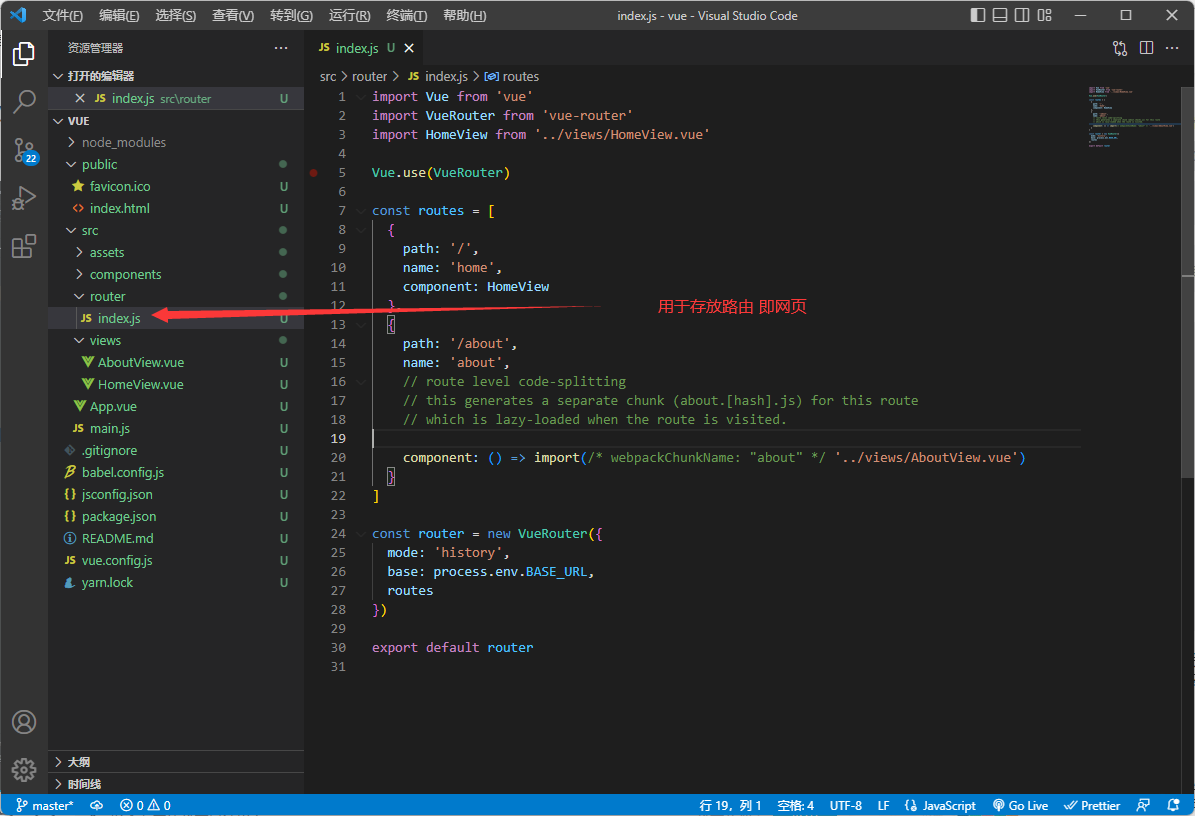 文件(F) 编辑(E) 选择(S) 查看(V) 转到(G) 运行(R) 终端(T) 帮助(H) index.js - vue - Visual Studio Code
资源管理器 ···
打开的编辑器
JS index.js src\router U
VUE
node_modules
public
favicon.ico U
index.html U
src
assets
components
router
JS index.js U
views
AboutView.vue U
HomeView.vue U
App.vue U
JS main.js U
.gitignore U
babel.config.js U
{} jsconfig.json U
{} package.json U
README.md U
JS vue.config.js U
yarn.lock U
大纲
时间线
22
JS index.js U
src > router > JS index.js > routes
1 import Vue from 'vue'
2 import VueRouter from 'vue-router'
3 import HomeView from '../views/HomeView.vue'
4
5 Vue.use(VueRouter)
6
7 const routes = [
8 {
9 path: '/',
10 name: 'home',
11 component: HomeView
12 },
13 {
14 path: '/about',
15 name: 'about',
16 // route level code-splitting
17 // this generates a separate chunk (about.[hash].js) for this route
18 // which is lazy-loaded when the route is visited.
19
20 component: () => import(/* webpackChunkName: "about" */ '../views/AboutView.vue')
21 }
22 ]
23
24 const router = new VueRouter({
25 mode: 'history',
26 base: process.env.BASE_URL,
27 routes
28 })
29
30 export default router
31
用于存放路由 即网页
master* 0 0 行 19，列 1 空格: 4 UTF-8 LF {} JavaScript Go Live Prettier